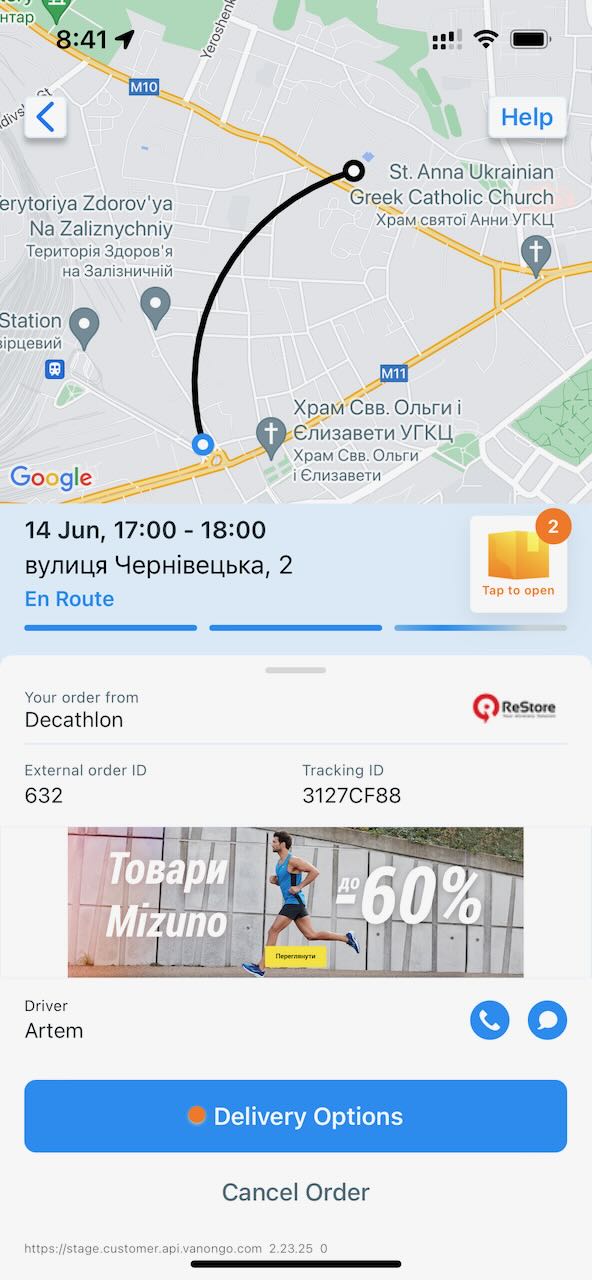 нтар
8:41
Yeroshenk
M10
Help
St. Anna Ukrainian
Greek Catholic Church
Храм святої Анни УГКЦ
erytoriya Zdorov'ya
Na Zaliznychniy
Територія Здоров'я
на Залізничній
Station
вірцевий
M11
Храм Свв. Ольги і
Єлизавети УГКЦ
Храм Свв. Ольги
і Єлизавети
Google
14 Jun, 17:00 - 18:00
вулиця Чернівецька, 2
En Route
2
Tap to open
Your order from
Decathlon
ReStore
External order ID
632
Tracking ID
3127CF88
Товари
Mizuno
до
-60%
Переглянути
Driver
Artem
Delivery Options
Cancel Order
https://stage.customer.api.vanongo.com 2.23.25 0